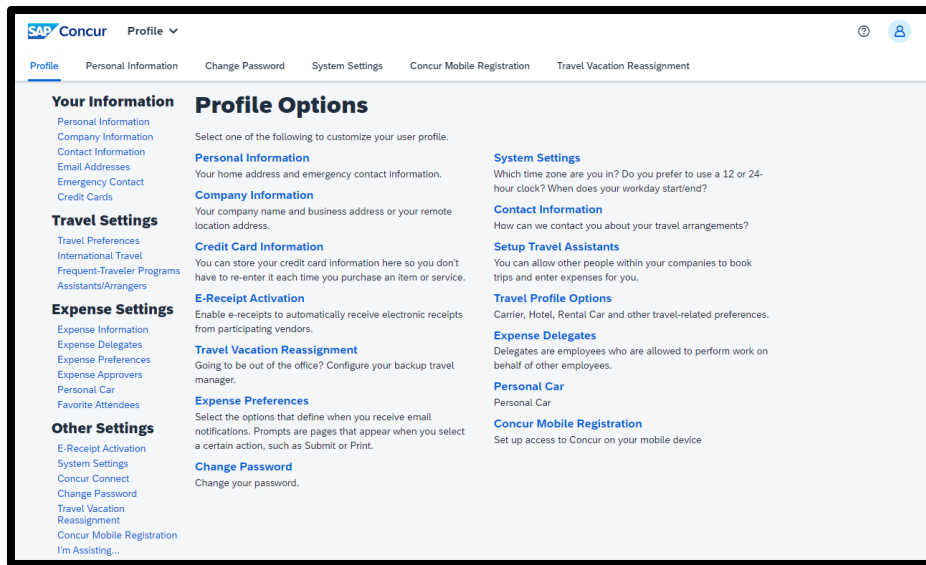 SAP Concur Profile
Profile Personal Information Change Password System Settings Concur Mobile Registration Travel Vacation Reassignment
Your Information
Personal Information
Company Information
Contact Information
Email Addresses
Emergency Contact
Credit Cards
Travel Settings
Travel Preferences
International Travel
Frequent-Traveler Programs
Assistants/Arrangers
Expense Settings
Expense Information
Expense Delegates
Expense Preferences
Expense Approvers
Personal Car
Favorite Attendees
Other Settings
E-Receipt Activation
System Settings
Concur Connect
Change Password
Travel Vacation
Reassignment
Concur Mobile Registration
I'm Assisting...
Profile Options
Select one of the following to customize your user profile.
Personal Information
Your home address and emergency contact information.
Company Information
Your company name and business address or your remote
location address.
Credit Card Information
You can store your credit card information here so you don't
have to re-enter it each time you purchase an item or service.
E-Receipt Activation
Enable e-receipts to automatically receive electronic receipts
from participating vendors.
Travel Vacation Reassignment
Going to be out of the office? Configure your backup travel
manager.
Expense Preferences
Select the options that define when you receive email
notifications. Prompts are pages that appear when you select
a certain action, such as Submit or Print.
Change Password
Change your password.
System Settings
Which time zone are you in? Do you prefer to use a 12 or 24-
hour clock? When does your workday start/end?
Contact Information
How can we contact you about your travel arrangements?
Setup Travel Assistants
You can allow other people within your companies to book
trips and enter expenses for you.
Travel Profile Options
Carrier, Hotel, Rental Car and other travel-related preferences.
Expense Delegates
Delegates are employees who are allowed to perform work on
behalf of other employees.
Personal Car
Personal Car
Concur Mobile Registration
Set up access to Concur on your mobile device